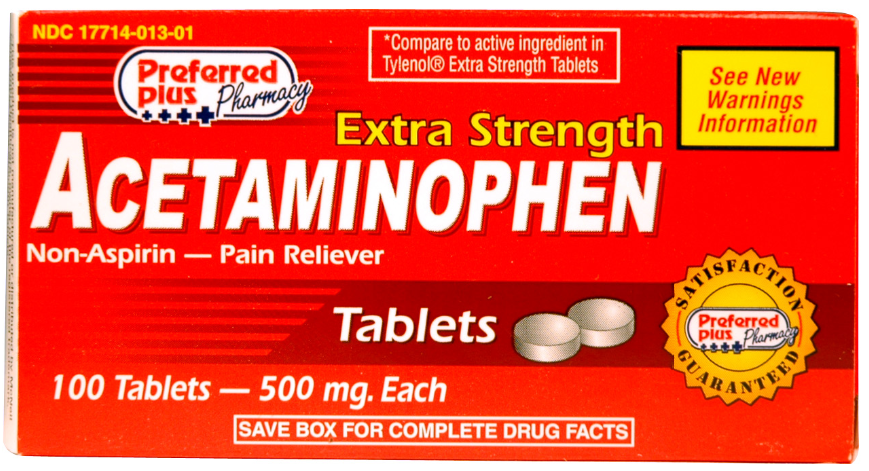 NDC 17714-013-01
Preferred
plus Pharmacy
*Compare to active ingredient in
Tylenol® Extra Strength Tablets
See New
Warnings
Information
Extra Strength
ACETAMINOPHEN
Non-Aspirin — Pain Reliever
Tablets
SATISFACTION
Preferred
plus Pharmacy
GUARANTEED
100 Tablets — 500 mg. Each
SAVE BOX FOR COMPLETE DRUG FACTS